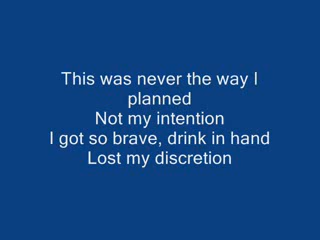 This was never the way I
planned
Not my intention
I got so brave, drink in hand
Lost my discretion